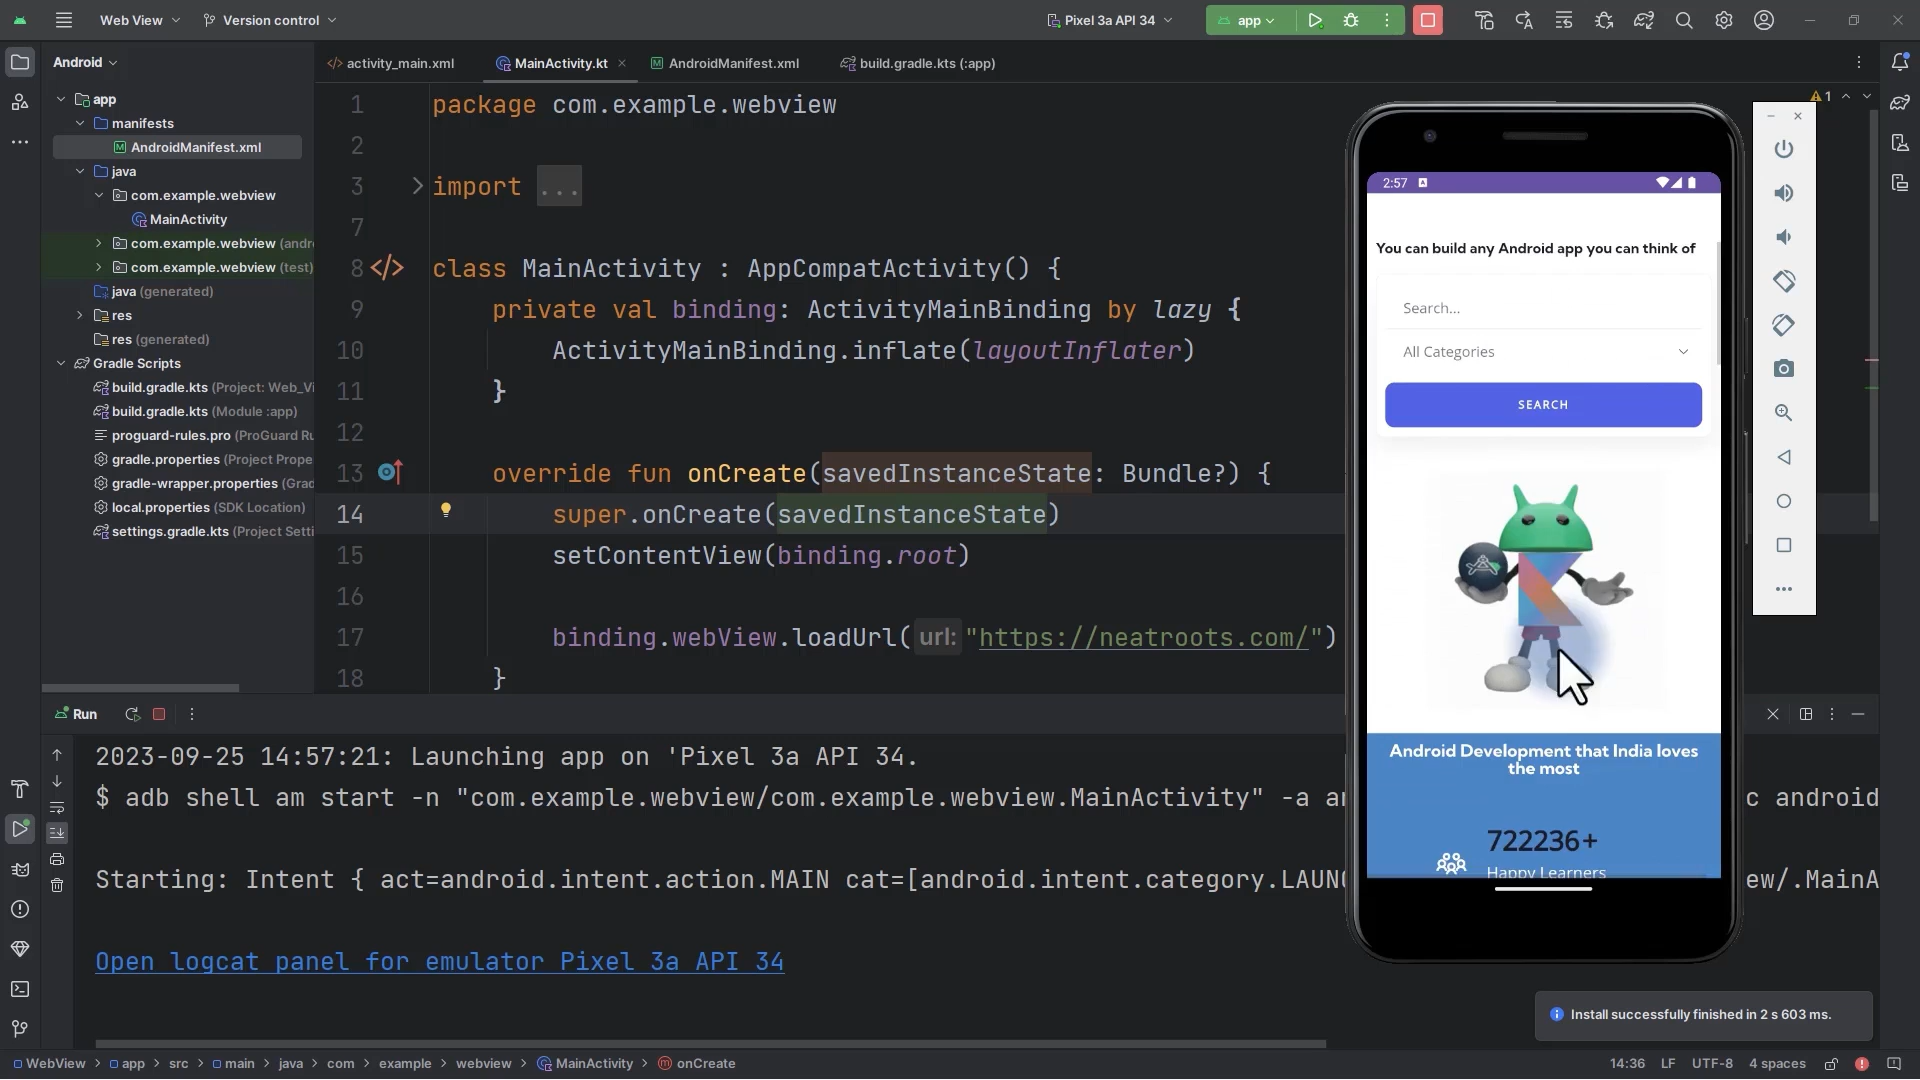 Web View
Version control
Pixel 3a API 34
app
Android
activity_main.xml
MainActivity.kt
AndroidManifest.xml
build.gradle.kts (:app)
app
manifests
AndroidManifest.xml
java
com.example.webview
MainActivity
com.example.webview (andr
com.example.webview (test)
java (generated)
res
res (generated)
Gradle Scripts
build.gradle.kts (Project: Web_Vi
build.gradle.kts (Module :app)
proguard-rules.pro (ProGuard Ru
gradle.properties (Project Prope
gradle-wrapper.properties (Grad
local.properties (SDK Location)
settings.gradle.kts (Project Setti
1 package com.example.webview
2
3 import ...
7
8 class MainActivity : AppCompatActivity() {
9 private val binding: ActivityMainBinding by lazy {
10 ActivityMainBinding.inflate(layoutInflater)
11 }
12
13 override fun onCreate(savedInstanceState: Bundle?) {
14 super.onCreate(savedInstanceState)
15 setContentView(binding.root)
16
17 binding.webView.loadUrl( url: "https://neatroots.com/")
18 }
1
2:57
You can build any Android app you can think of
Search...
All Categories
SEARCH
Android Development that India loves
the most
722236+
Happy Learners
Run
2023-09-25 14:57:21: Launching app on 'Pixel 3a API 34.
$ adb shell am start -n "com.example.webview/com.example.webview.MainActivity" -a an
c android
Starting: Intent { act=android.intent.action.MAIN cat=[android.intent.category.LAUN
ew/.MainA
Open logcat panel for emulator Pixel 3a API 34
Install successfully finished in 2 s 603 ms.
WebView > app > src > main > java > com > example > webview > MainActivity > onCreate
14:36 LF UTF-8 4 spaces